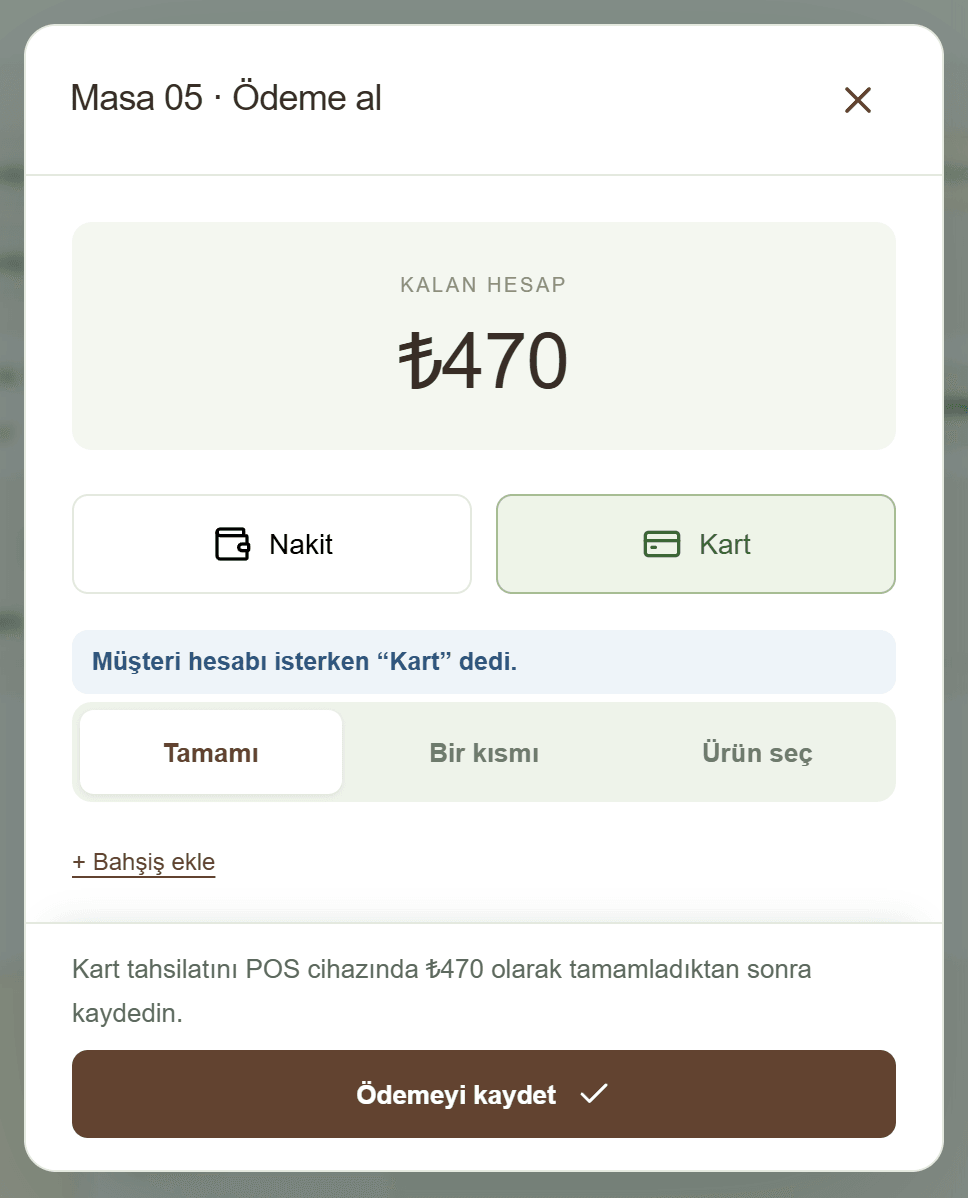 Masa 05 · Ödeme al
KALAN HESAP
₺470
Nakit
Kart
Müşteri hesabı isterken “Kart” dedi.
Tamamı
Bir kısmı
Ürün seç
+ Bahşiş ekle
Kart tahsilatını POS cihazında ₺470 olarak tamamladıktan sonra
kaydedin.
Ödemeyi kaydet